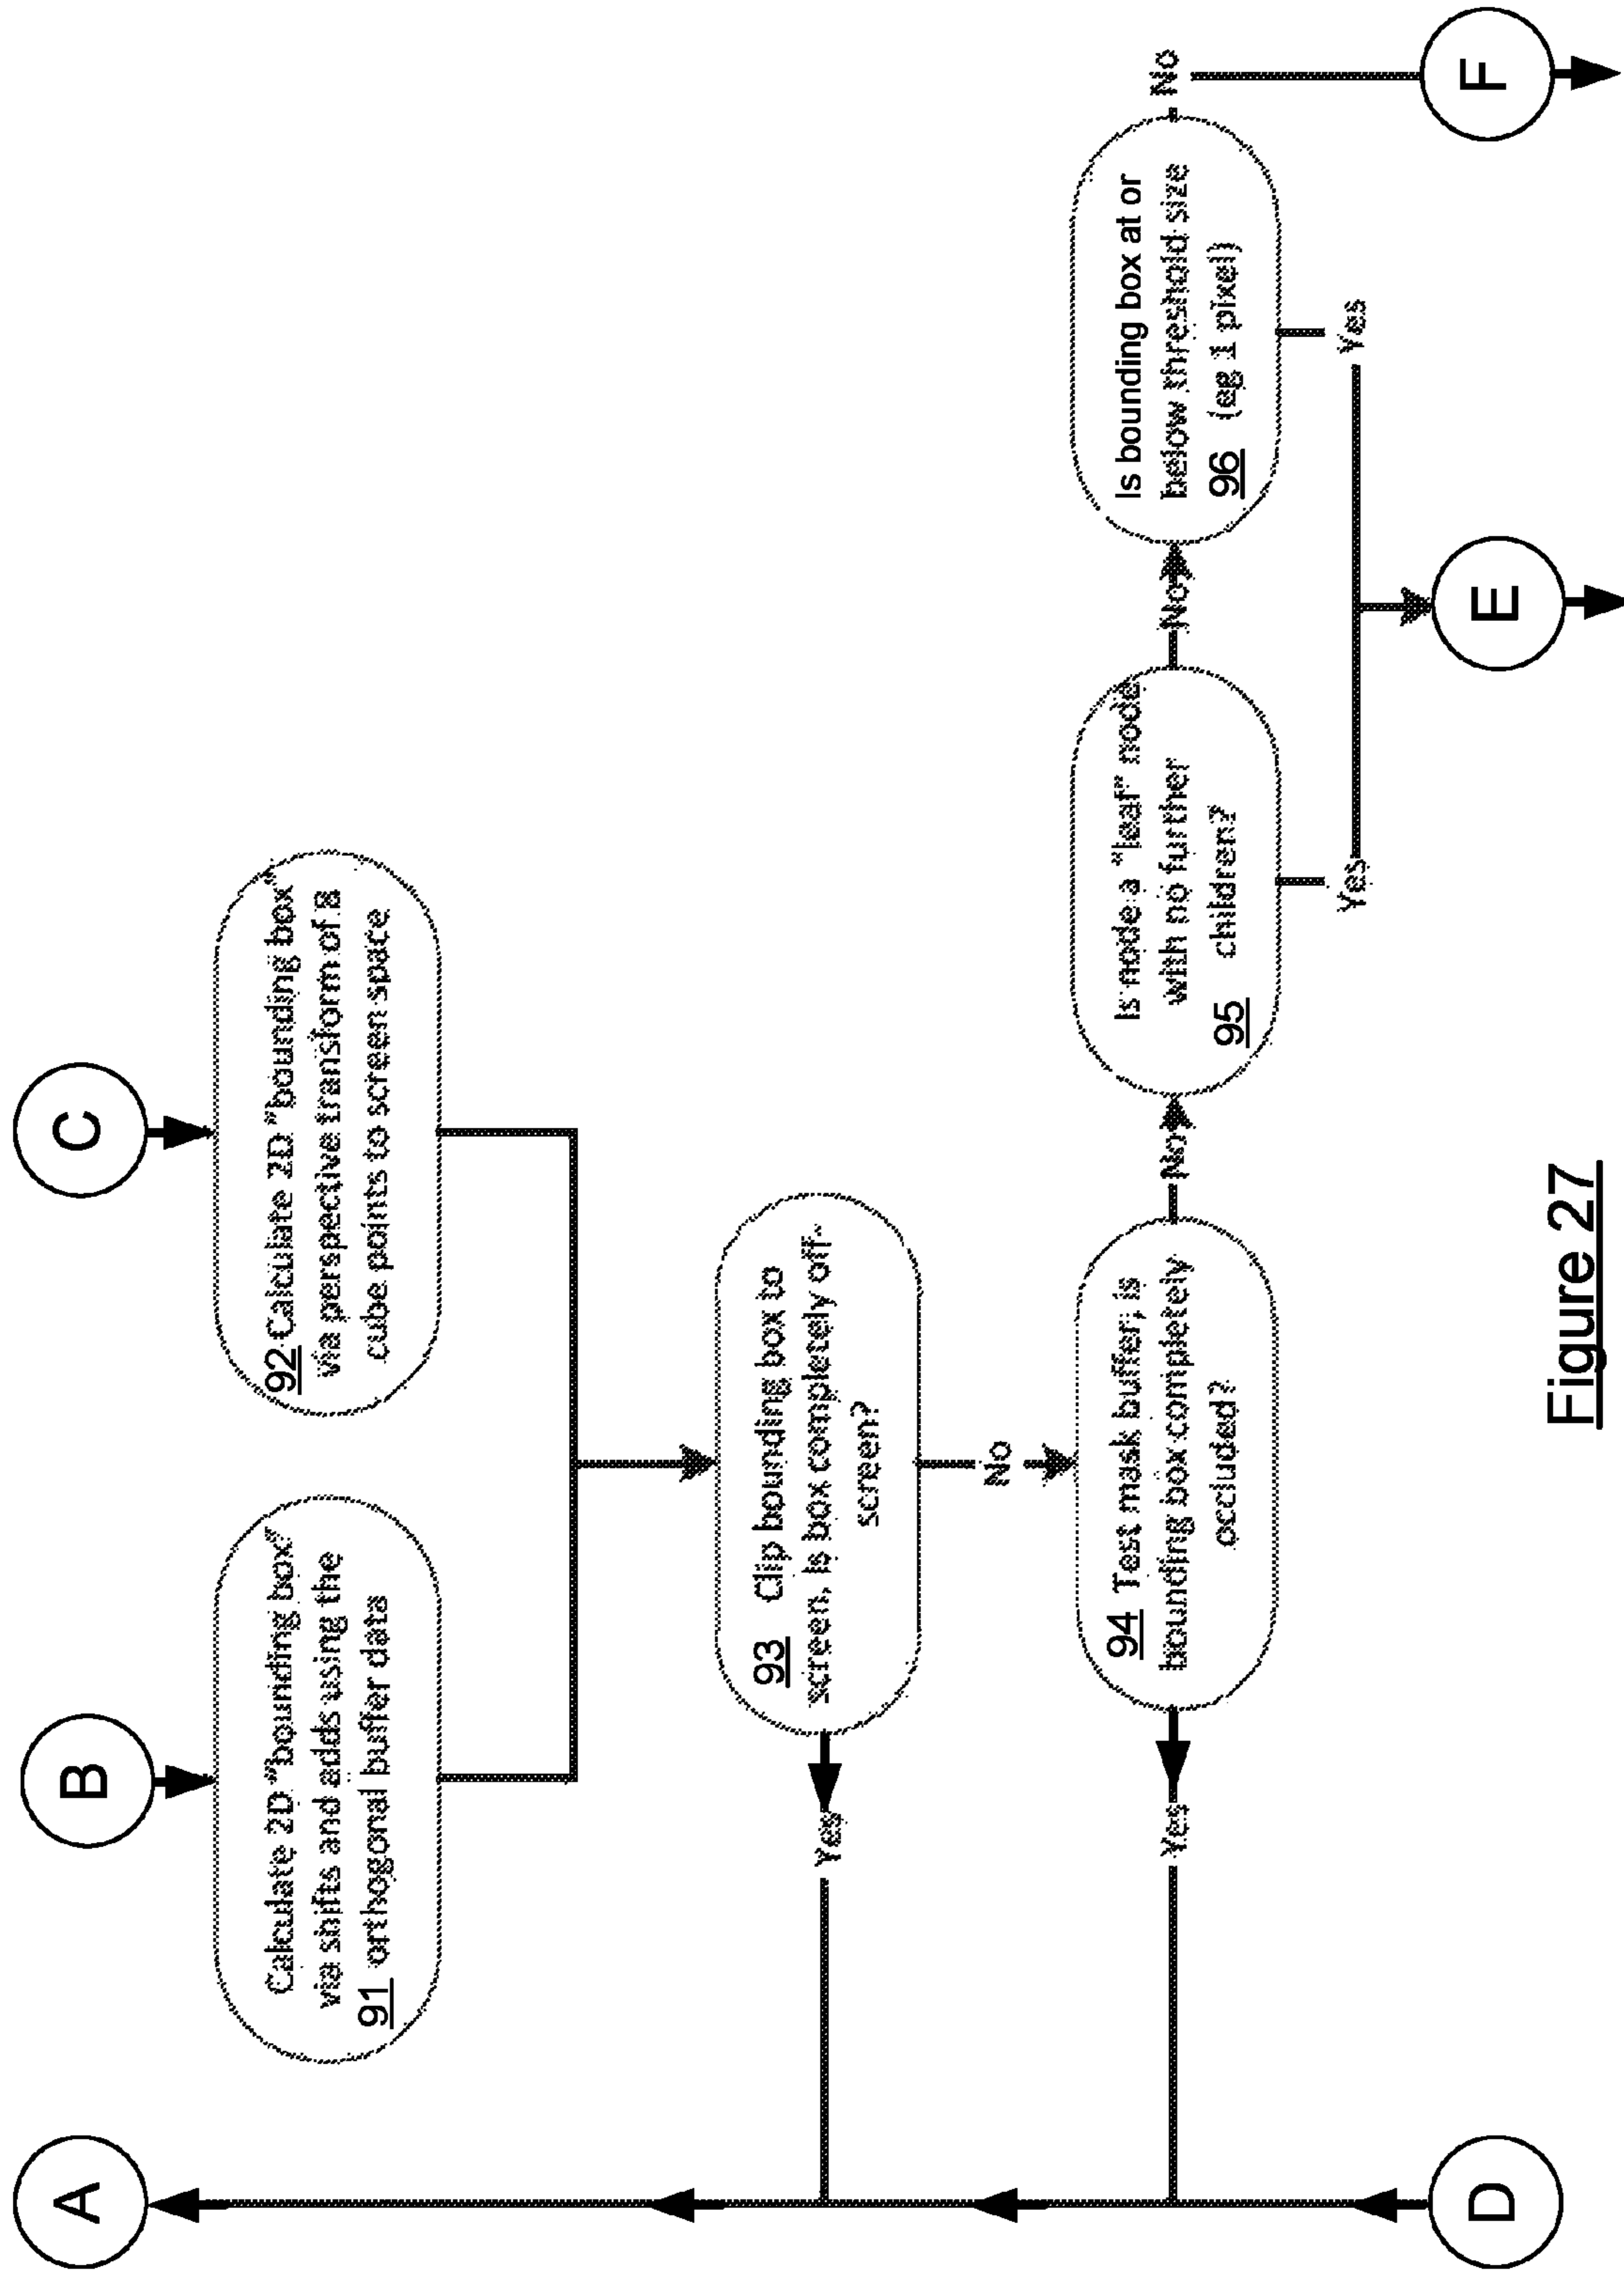 A
B
C
Calculate 2D "bounding box"
via shifts and adds using the
91 orthogonal buffer data
92 Calculate 2D "bounding box"
via perspective transform of 8
cube points to screen space
93 Clip bounding box to
screen, is box completely off-
screen?
Yes
No
94 Test mask buffer, is
bounding box completely
occluded?
Yes
No
Is node a "leaf" node
with no further
95 children?
No
Yes
Is bounding box at or
below threshold size
96 (eg 1 pixel)
No
Yes
D
E
F
Figure 27